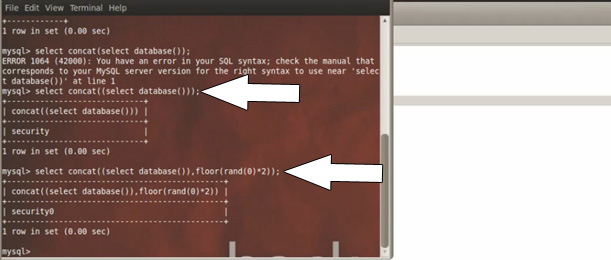 File Edit View Terminal Help
+------------+
1 row in set (0.00 sec)
mysql> select concat(select database());
ERROR 1064 (42000): You have an error in your SQL syntax; check the manual that
corresponds to your MySQL server version for the right syntax to use near 'selec
t database())' at line 1
mysql> select concat((select database()));
+-----------------------------+
| concat((select database())) |
+-----------------------------+
| security                    |
+-----------------------------+
1 row in set (0.00 sec)
mysql> select concat((select database()),floor(rand(0)*2));
+----------------------------------------------+
| concat((select database()),floor(rand(0)*2)) |
+----------------------------------------------+
| security0                                    |
+----------------------------------------------+
1 row in set (0.00 sec)
mysql>